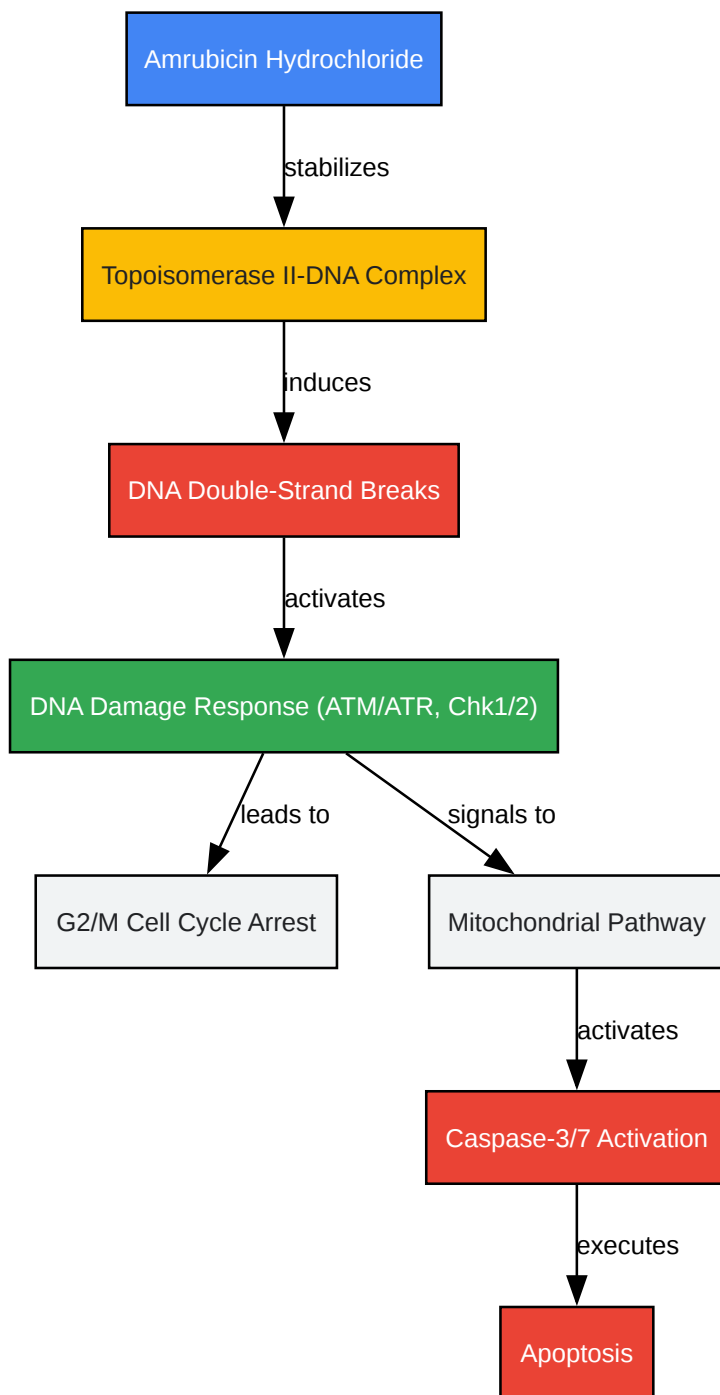 Amrubicin Hydrochloride
stabilizes
Topoisomerase II-DNA Complex
induces
DNA Double-Strand Breaks
activates
DNA Damage Response (ATM/ATR, Chk1/2)
leads to
signals to
G2/M Cell Cycle Arrest
Mitochondrial Pathway
activates
Caspase-3/7 Activation
executes
Apoptosis